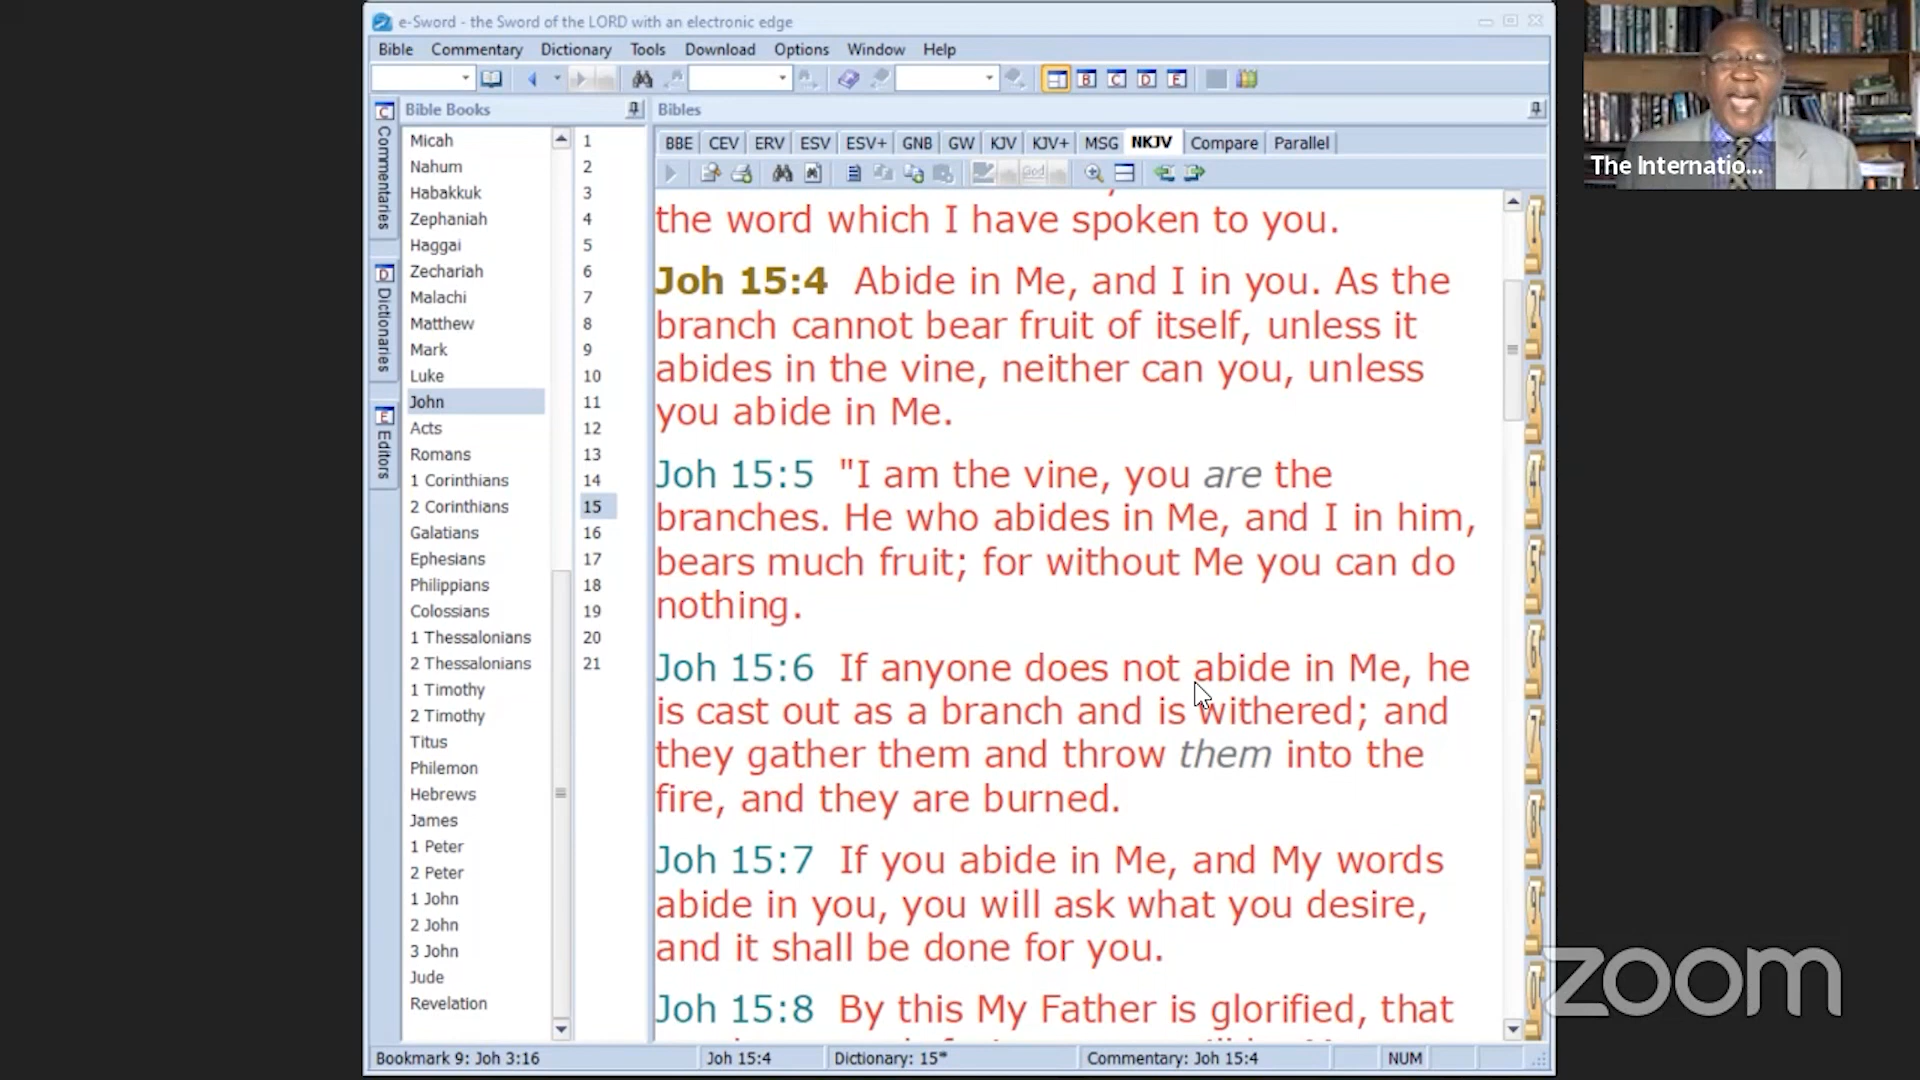 e-Sword - the Sword of the LORD with an electronic edge
Bible Commentary Dictionary Tools Download Options Window Help
B C D E
Bible Books
Bibles
C Commentaries
D Dictionaries
E Editors
Micah
Nahum
Habakkuk
Zephaniah
Haggai
Zechariah
Malachi
Matthew
Mark
Luke
John
Acts
Romans
1 Corinthians
2 Corinthians
Galatians
Ephesians
Philippians
Colossians
1 Thessalonians
2 Thessalonians
1 Timothy
2 Timothy
Titus
Philemon
Hebrews
James
1 Peter
2 Peter
1 John
2 John
3 John
Jude
Revelation
1
2
3
4
5
6
7
8
9
10
11
12
13
14
15
16
17
18
19
20
21
BBE CEV ERV ESV ESV+ GNB GW KJV KJV+ MSG NKJV Compare Parallel
God
the word which I have spoken to you.
Joh 15:4 Abide in Me, and I in you. As the
branch cannot bear fruit of itself, unless it
abides in the vine, neither can you, unless
you abide in Me.
Joh 15:5 "I am the vine, you are the
branches. He who abides in Me, and I in him,
bears much fruit; for without Me you can do
nothing.
Joh 15:6 If anyone does not abide in Me, he
is cast out as a branch and is withered; and
they gather them and throw them into the
fire, and they are burned.
Joh 15:7 If you abide in Me, and My words
abide in you, you will ask what you desire,
and it shall be done for you.
Joh 15:8 By this My Father is glorified, that
1
2
3
4
5
6
7
8
9
0
Bookmark 9: Joh 3:16
Joh 15:4
Dictionary: 15*
Commentary: Joh 15:4
NUM
The Internatio...
zoom